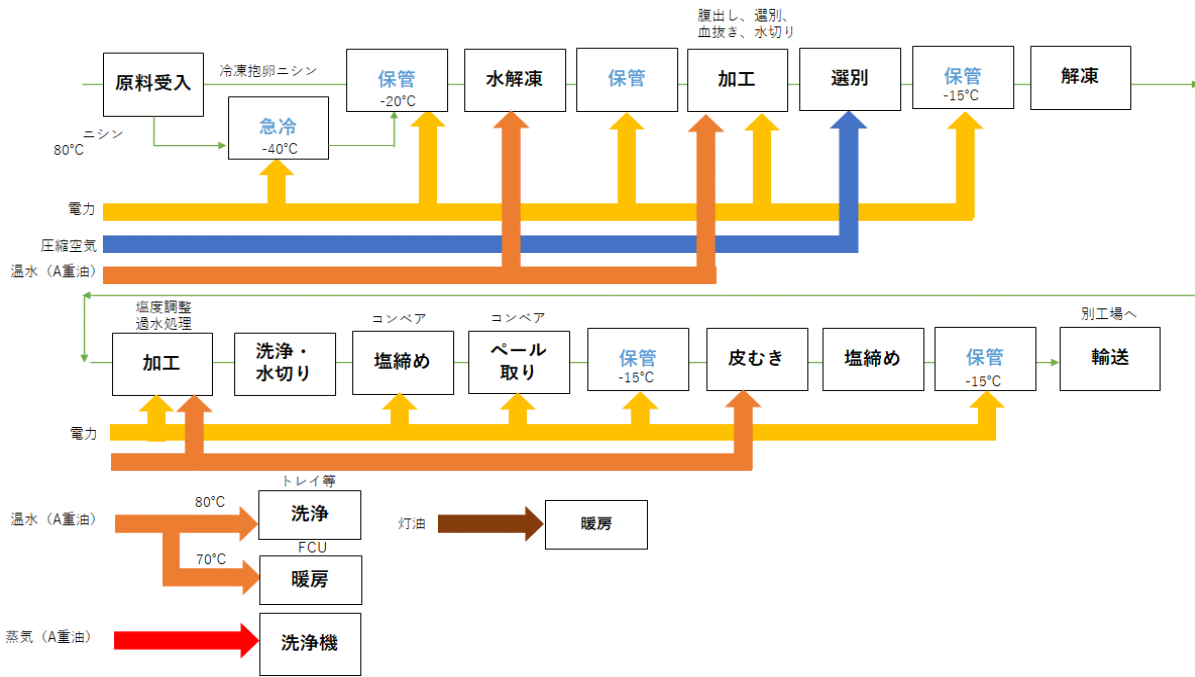 腹出し、選別、
血抜き、水切り
原料受入
冷凍抱卵ニシン
保管
-20℃
水解凍
保管
加工
選別
保管
-15℃
解凍
ニシン
80℃
急冷
-40℃
電力
圧縮空気
温水（A重油）
塩度調整
過水処理
コンベア
コンベア
別工場へ
加工
洗浄・
水切り
塩締め
ペール
取り
保管
-15℃
皮むき
塩締め
保管
-15℃
輸送
電力
トレイ等
温水（A重油）
80℃
洗浄
灯油
暖房
FCU
70℃
暖房
蒸気（A重油）
洗浄機